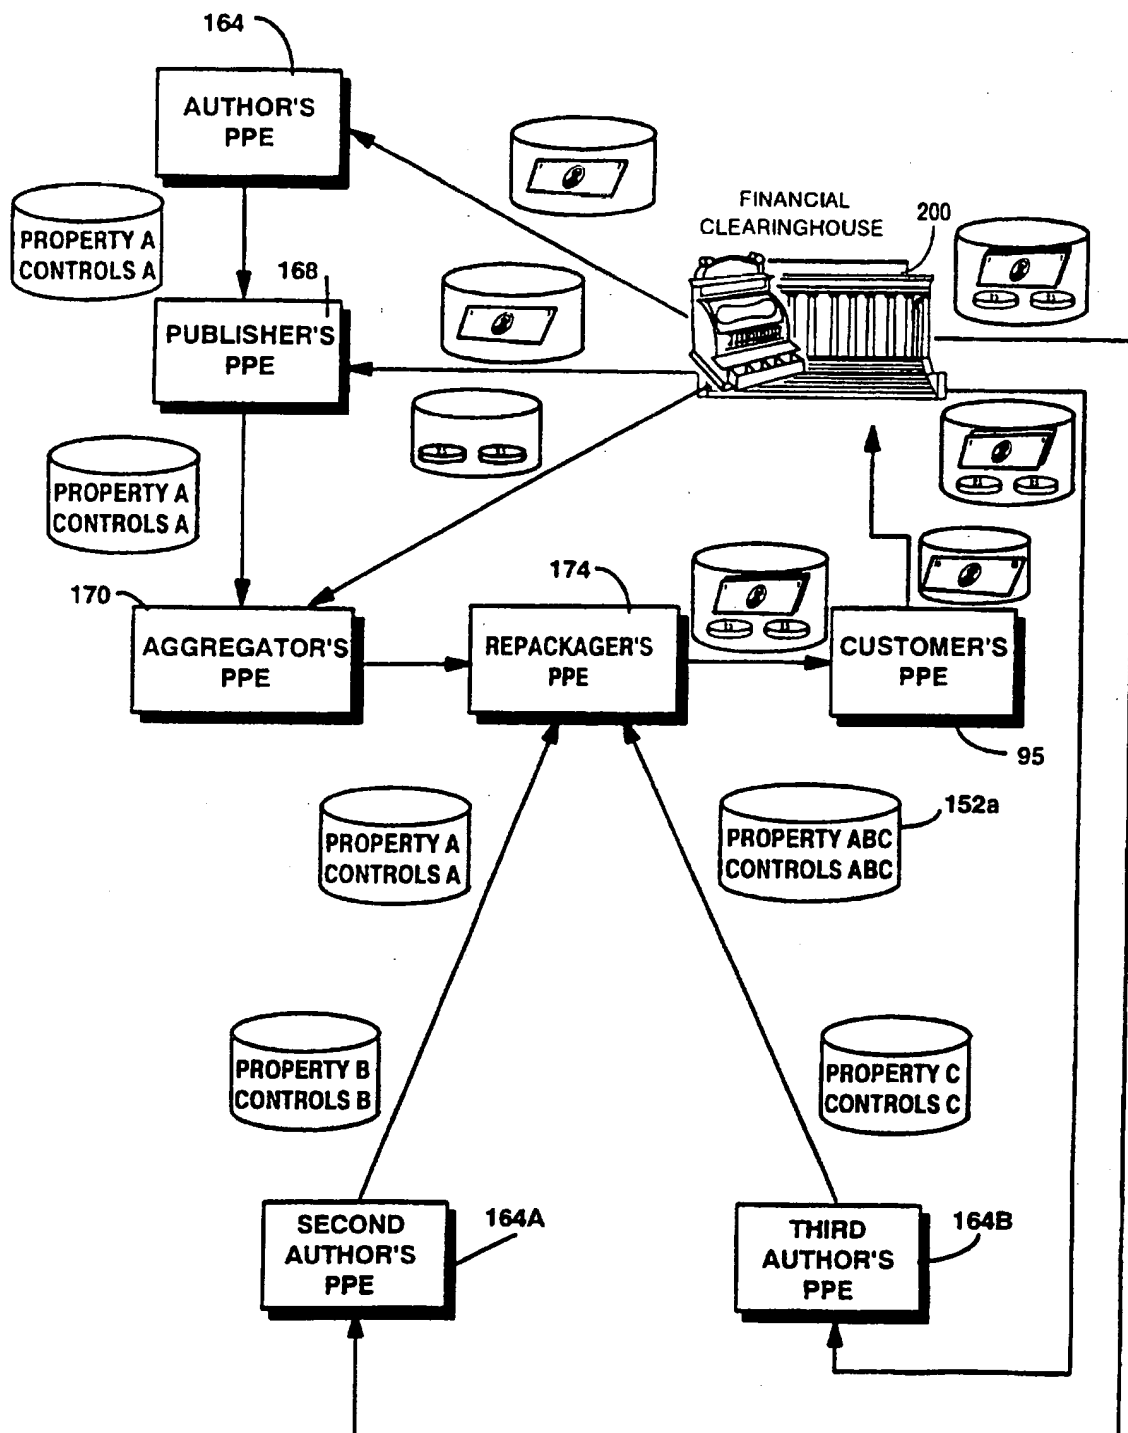 164
AUTHOR'S
PPE
PROPERTY A
CONTROLS A
168
PUBLISHER'S
PPE
FINANCIAL
CLEARINGHOUSE
200
PROPERTY A
CONTROLS A
170
AGGREGATOR'S
PPE
174
REPACKAGER'S
PPE
CUSTOMER'S
PPE
95
PROPERTY A
CONTROLS A
PROPERTY ABC
CONTROLS ABC
152a
PROPERTY B
CONTROLS B
PROPERTY C
CONTROLS C
SECOND
AUTHOR'S
PPE
164A
THIRD
AUTHOR'S
PPE
164B